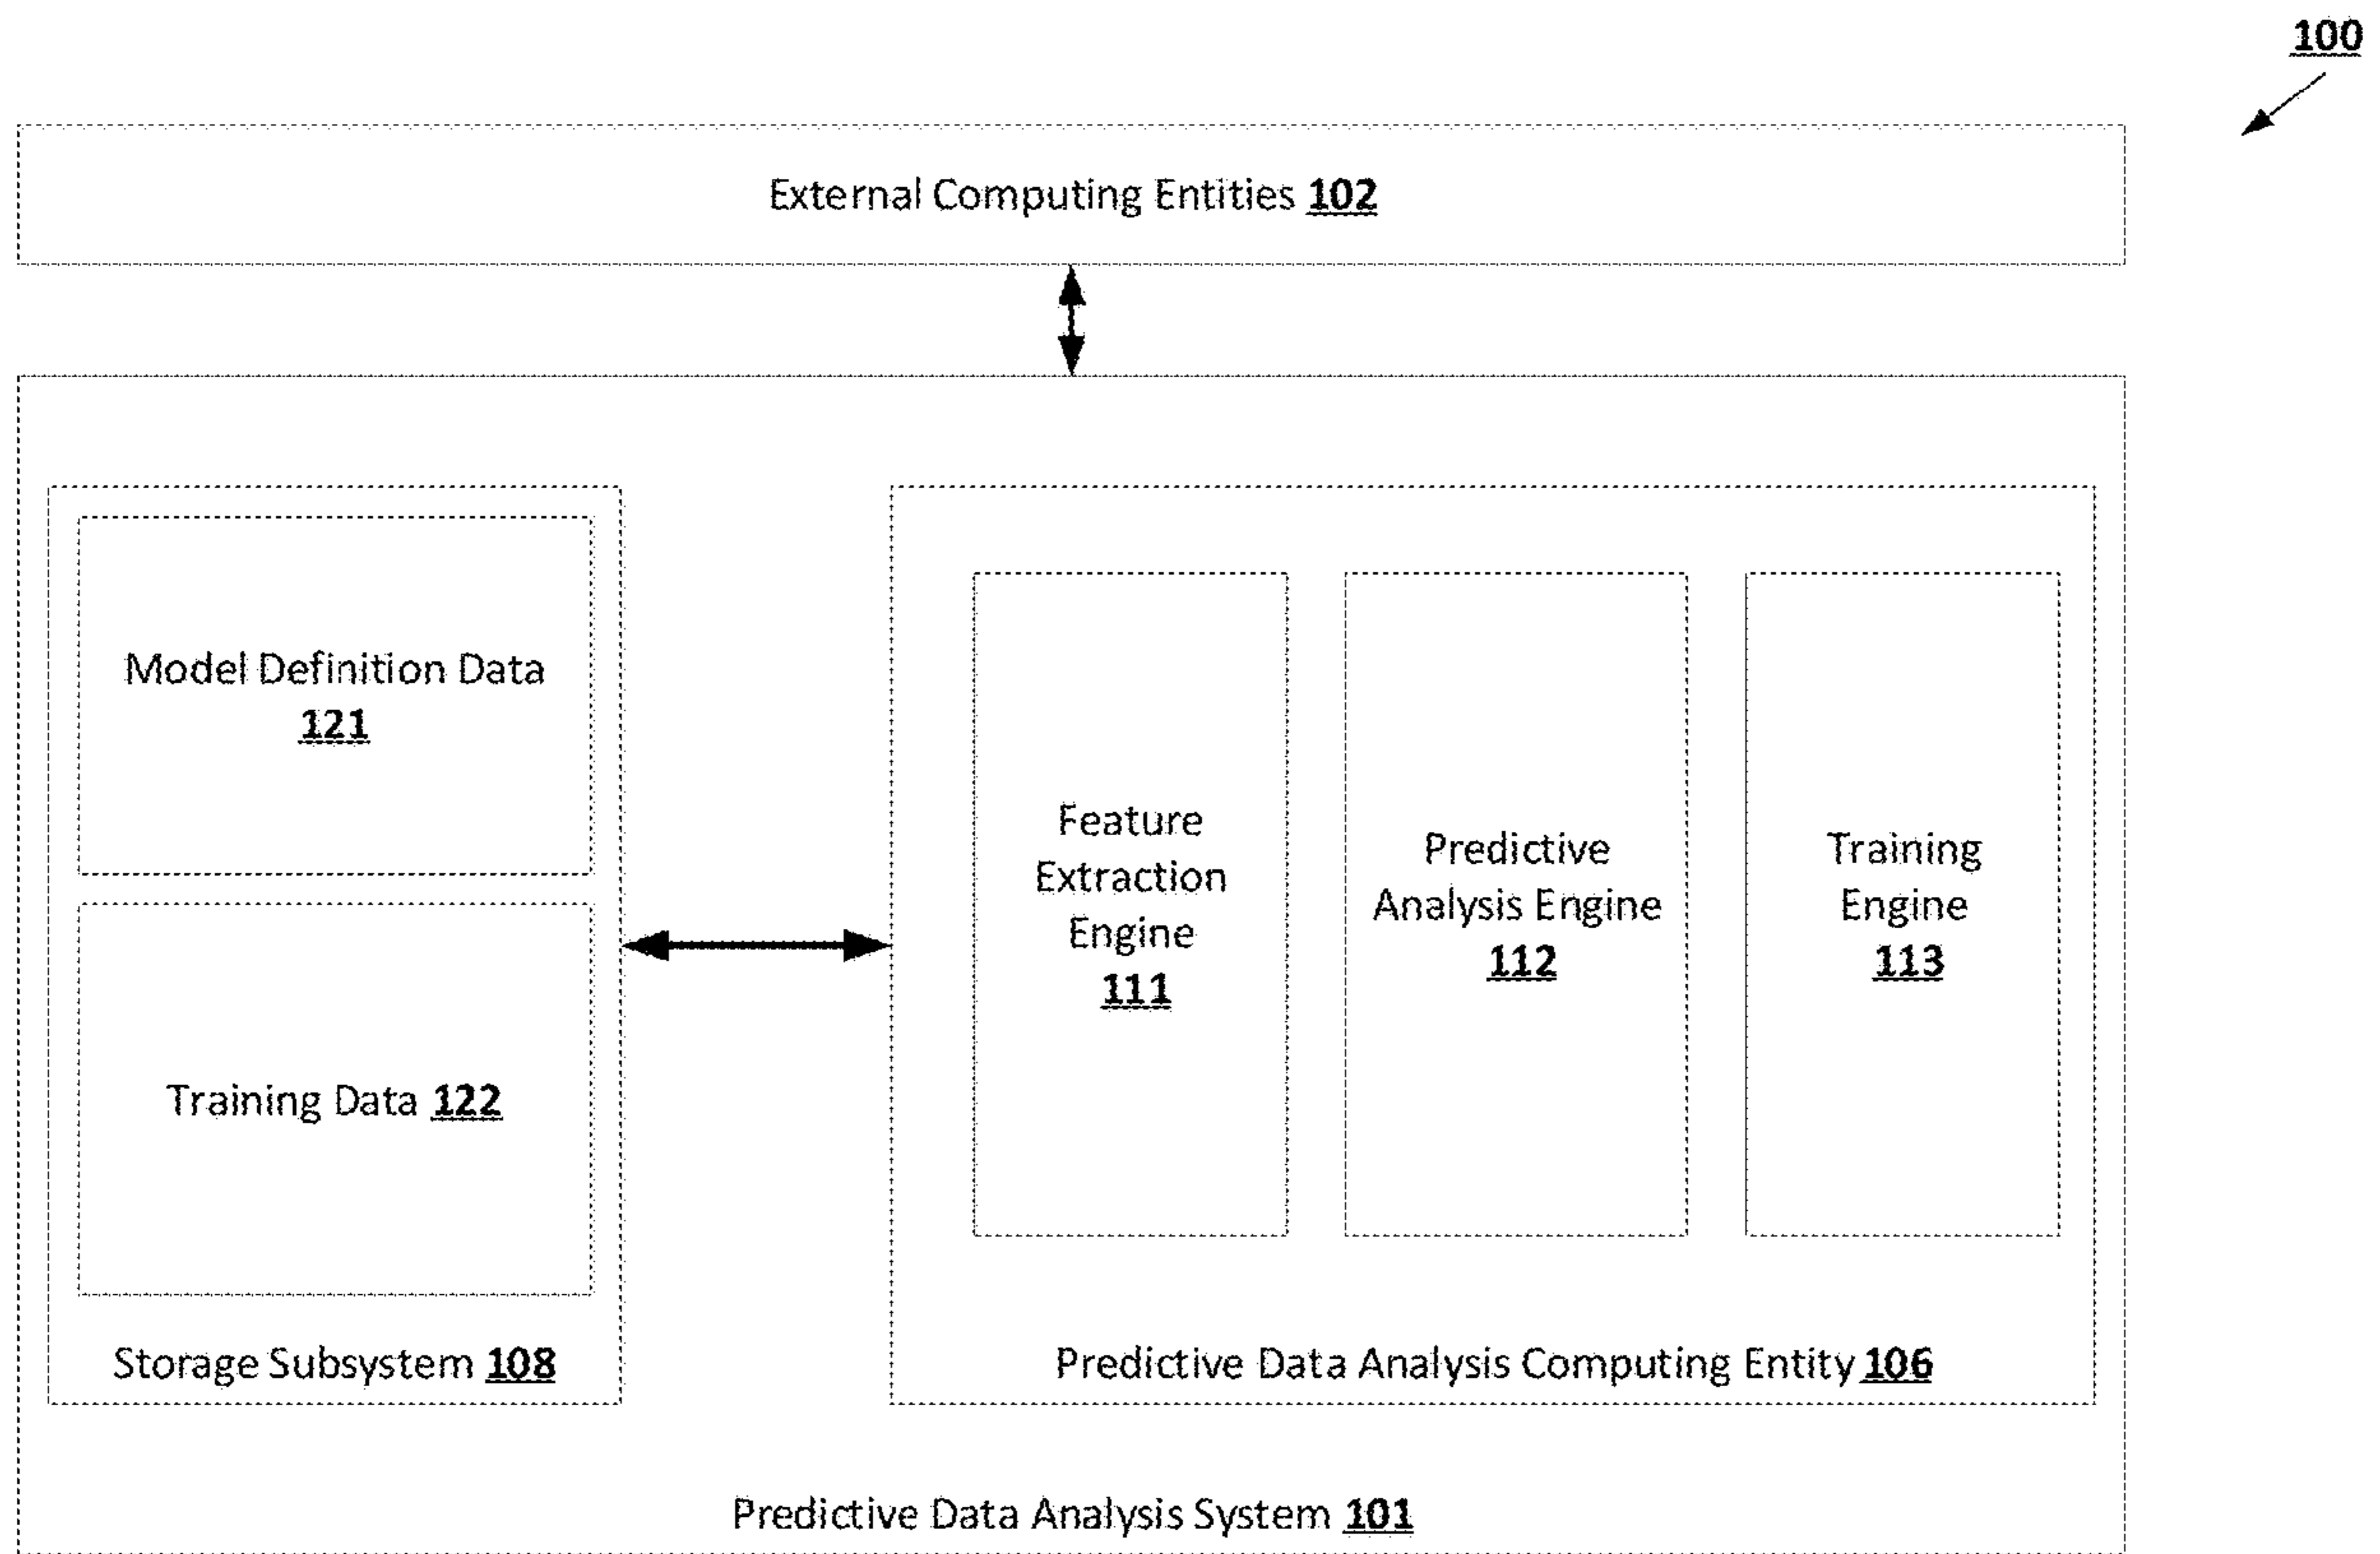 100
External Computing Entities 102
Model Definition Data
121
Training Data 122
Storage Subsystem 108
Feature
Extraction
Engine
111
Predictive
Analysis Engine
112
Training
Engine
113
Predictive Data Analysis Computing Entity 106
Predictive Data Analysis System 101